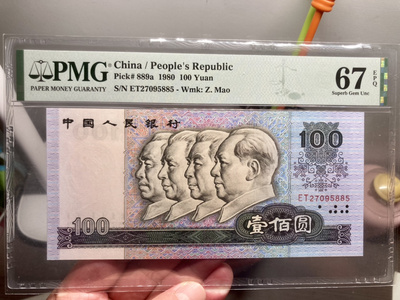 PMG
PAPER MONEY GUARANTY
China / People's Republic
Pick# 889a 1980 100 Yuan
S/N ET27095885 - Wmk: Z. Mao
67 EPQ
Superb Gem Unc
中国人民银行
100
ET27095885
100
壹佰圆